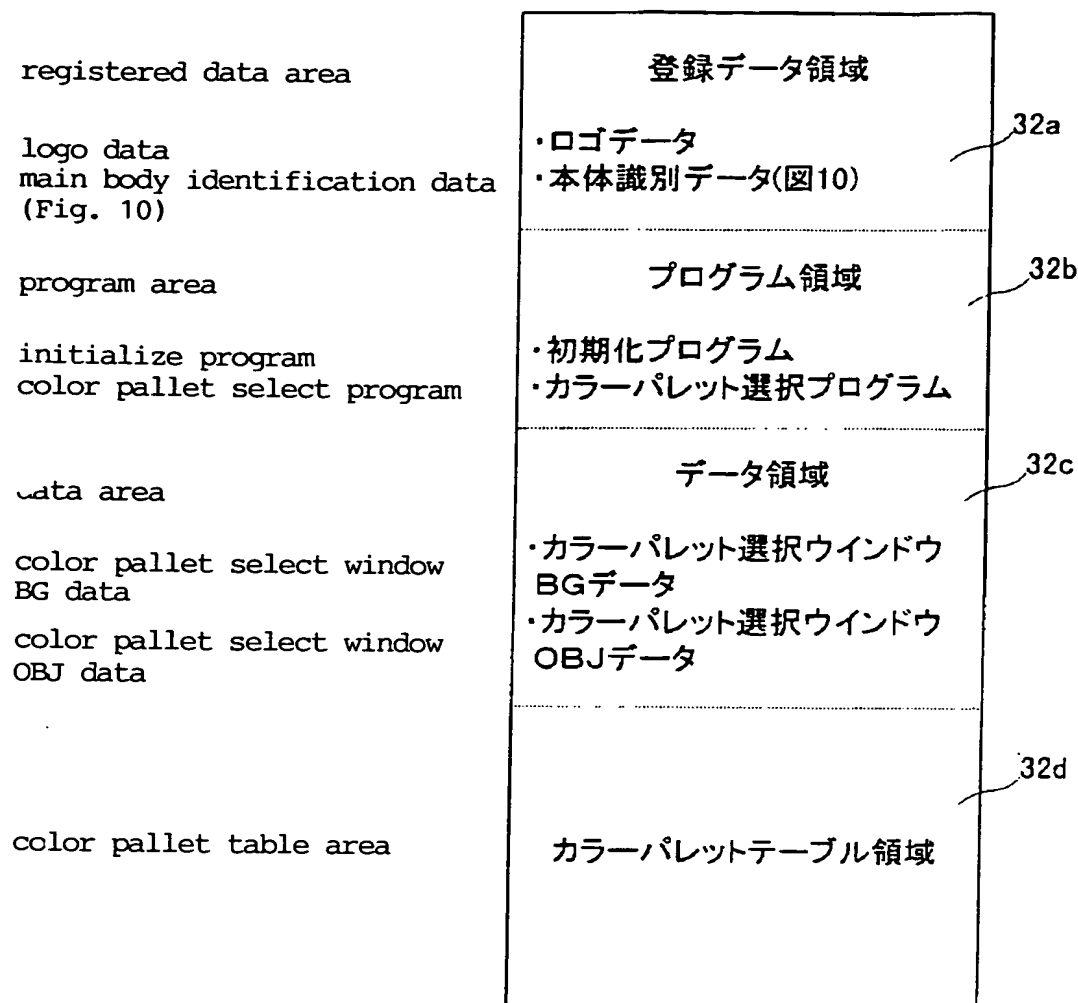 registered data area
登録データ領域
32a
logo data
・ロゴデータ
main body identification data
・本体識別データ(図10)
(Fig. 10)
program area
プログラム領域
32b
initialize program
・初期化プログラム
color pallet select program
・カラーパレット選択プログラム
data area
データ領域
32c
color pallet select window
・カラーパレット選択ウインドウ
BG data
BGデータ
color pallet select window
・カラーパレット選択ウインドウ
OBJ data
OBJデータ
32d
color pallet table area
カラーパレットテーブル領域